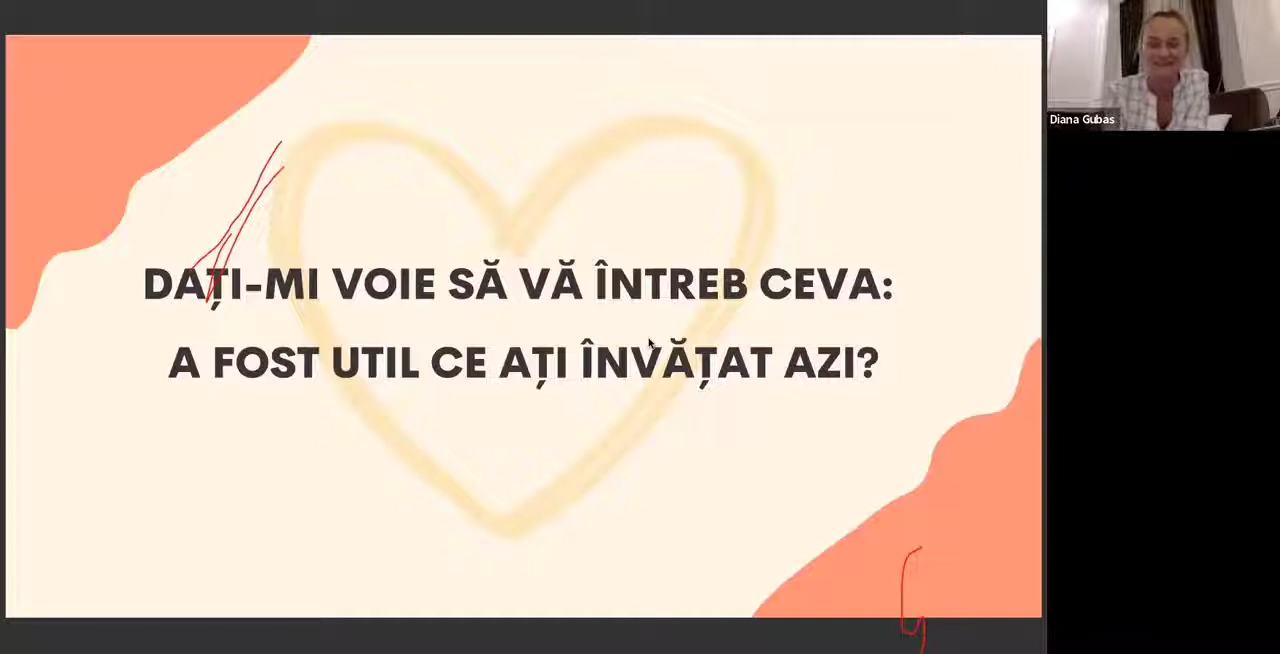 DAȚI-MI VOIE SĂ VĂ ÎNTREB CEVA:
A FOST UTIL CE AȚI ÎNVĂȚAT AZI?
Diana Gubas